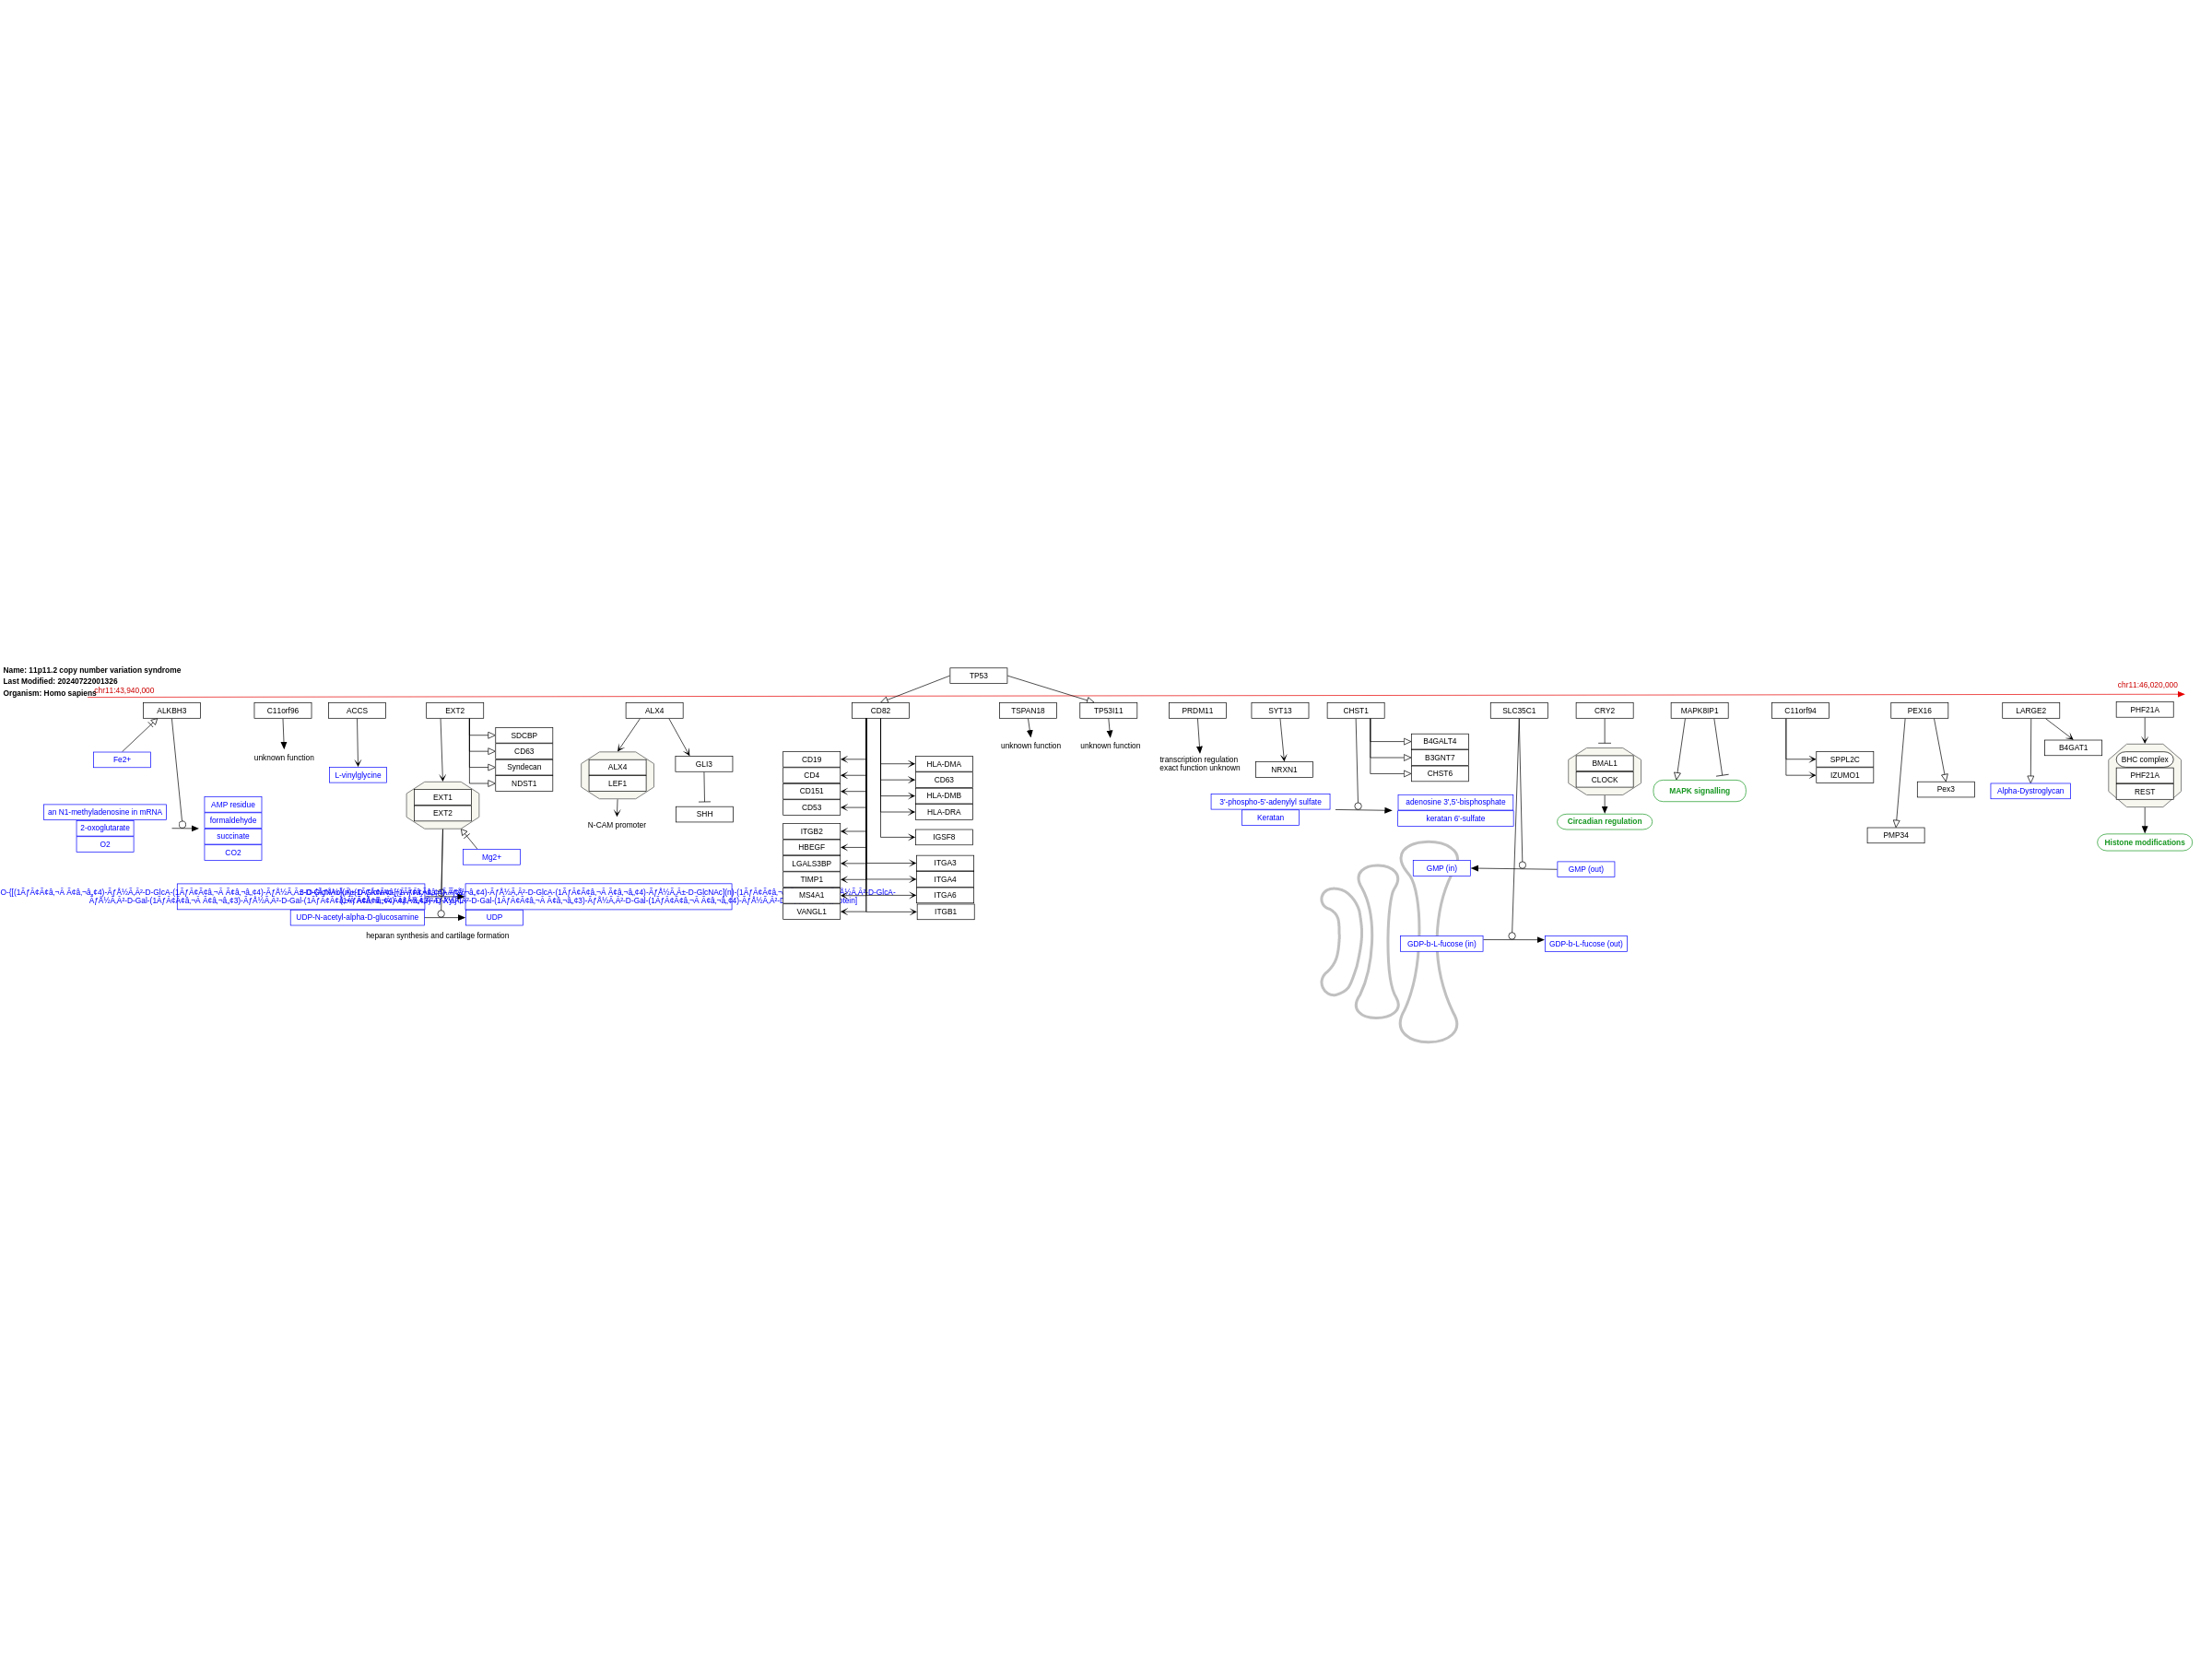 Name: 11p11.2 copy number variation syndrome
Last Modified: 20240722001326
Organism: Homo sapiens
chr11:43,940,000
chr11:46,020,000
TP53
ALKBH3
C11orf96
ACCS
EXT2
ALX4
CD82
TSPAN18
TP53I11
PRDM11
SYT13
CHST1
SLC35C1
CRY2
MAPK8IP1
C11orf94
PEX16
LARGE2
PHF21A
Fe2+
an N1-methyladenosine in mRNA
2-oxoglutarate
O2
AMP residue
formaldehyde
succinate
CO2
unknown function
L-vinylglycine
SDCBP
CD63
Syndecan
NDST1
EXT1
EXT2
Mg2+
UDP-N-acetyl-alpha-D-glucosamine
UDP
heparan synthesis and cartilage formation
ALX4
LEF1
N-CAM promoter
GLI3
SHH
CD19
CD4
CD151
CD53
ITGB2
HBEGF
LGALS3BP
TIMP1
MS4A1
VANGL1
HLA-DMA
CD63
HLA-DMB
HLA-DRA
IGSF8
ITGA3
ITGA4
ITGA6
ITGB1
unknown function
unknown function
transcription regulation
exact function unknown
NRXN1
B4GALT4
B3GNT7
CHST6
3'-phospho-5'-adenylyl sulfate
Keratan
adenosine 3',5'-bisphosphate
keratan 6'-sulfate
GMP (in)
GMP (out)
GDP-b-L-fucose (in)
GDP-b-L-fucose (out)
BMAL1
CLOCK
Circadian regulation
MAPK signalling
SPPL2C
IZUMO1
Pex3
PMP34
B4GAT1
Alpha-Dystroglycan
BHC complex
PHF21A
REST
Histone modifications